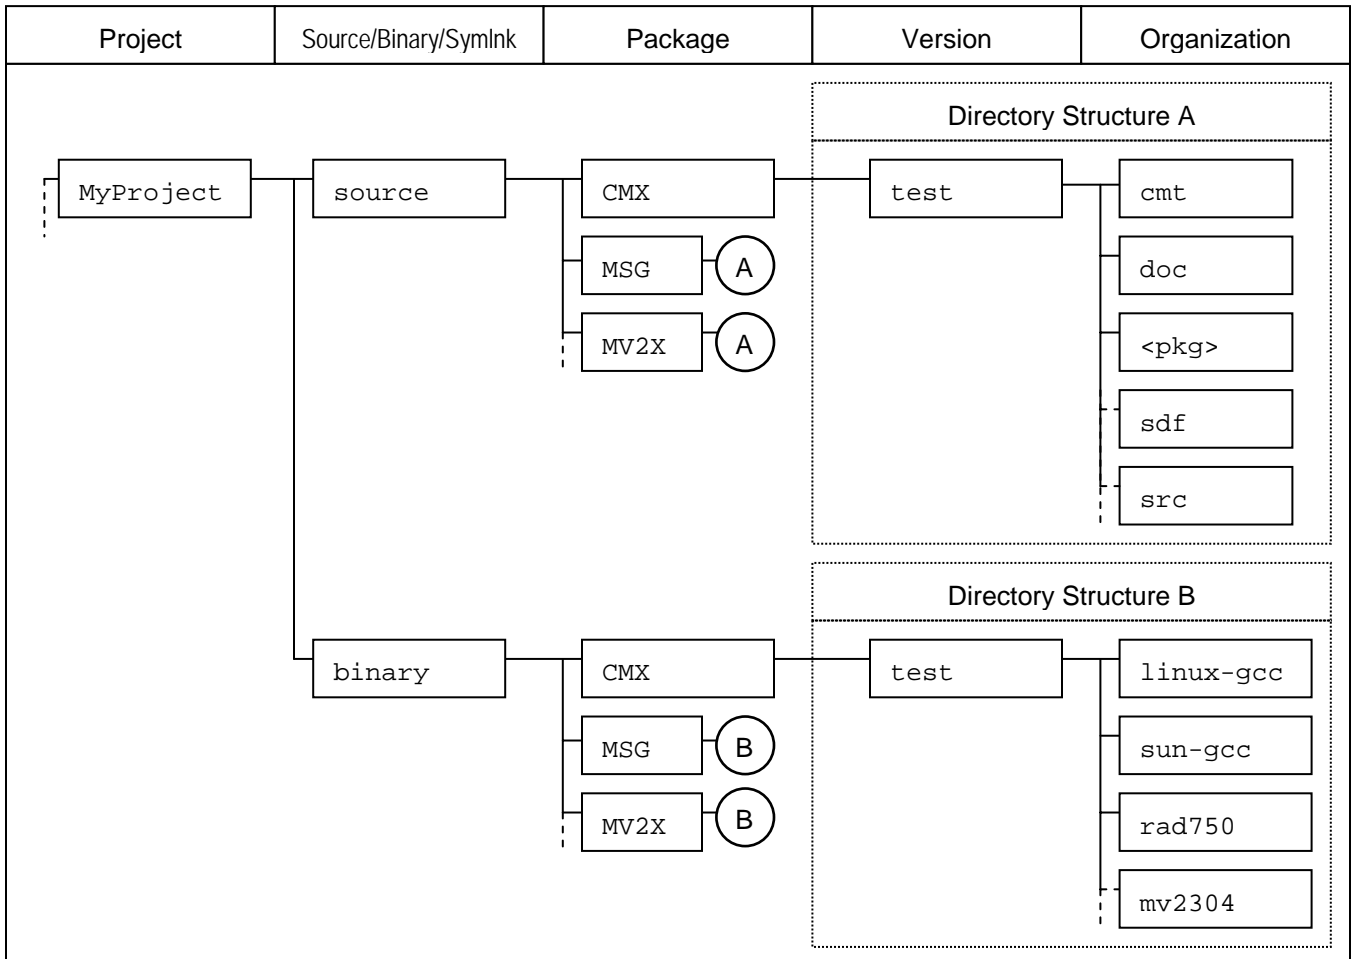 Project Source/Binary/Symlnk Package Version Organization
Directory Structure A
MyProject source CMX test cmt
MSG A doc
MV2X A <pkg>
sdf
src
Directory Structure B
binary CMX test linux-gcc
MSG B sun-gcc
MV2X B rad750
mv2304